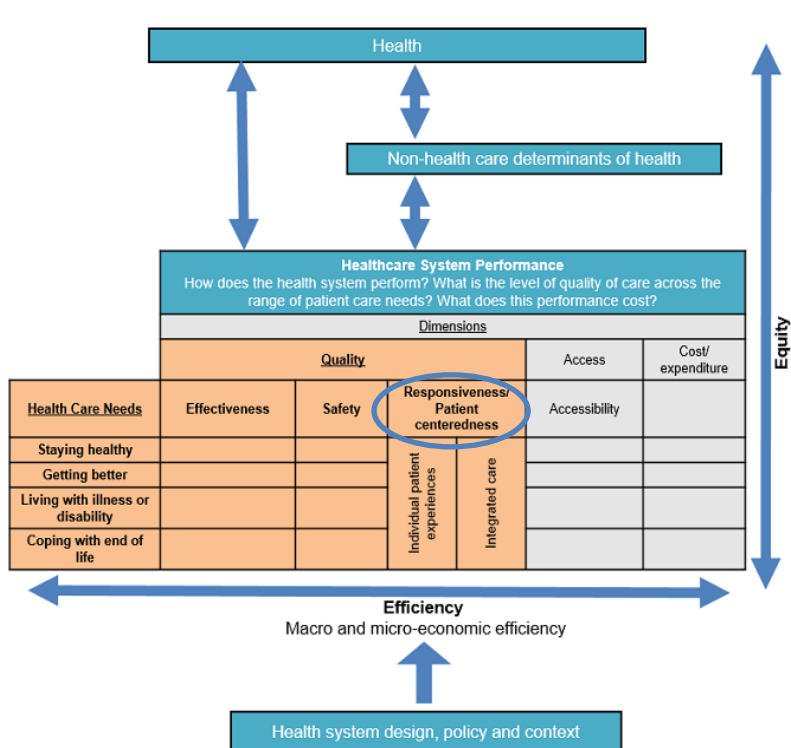 Health
Non-health care determinants of health
Healthcare System Performance
How does the health system perform? What is the level of quality of care across the
range of patient care needs? What does this performance cost?
Dimensions
Quality
Access
Cost/
expenditure
Health Care Needs
Effectiveness
Safety
Responsiveness/
Patient
centeredness
Accessibility
Staying healthy
Getting better
Living with illness or
disability
Coping with end of
life
Individual patient
experiences
Integrated care
Equity
Efficiency
Macro and micro-economic efficiency
Health system design, policy and context